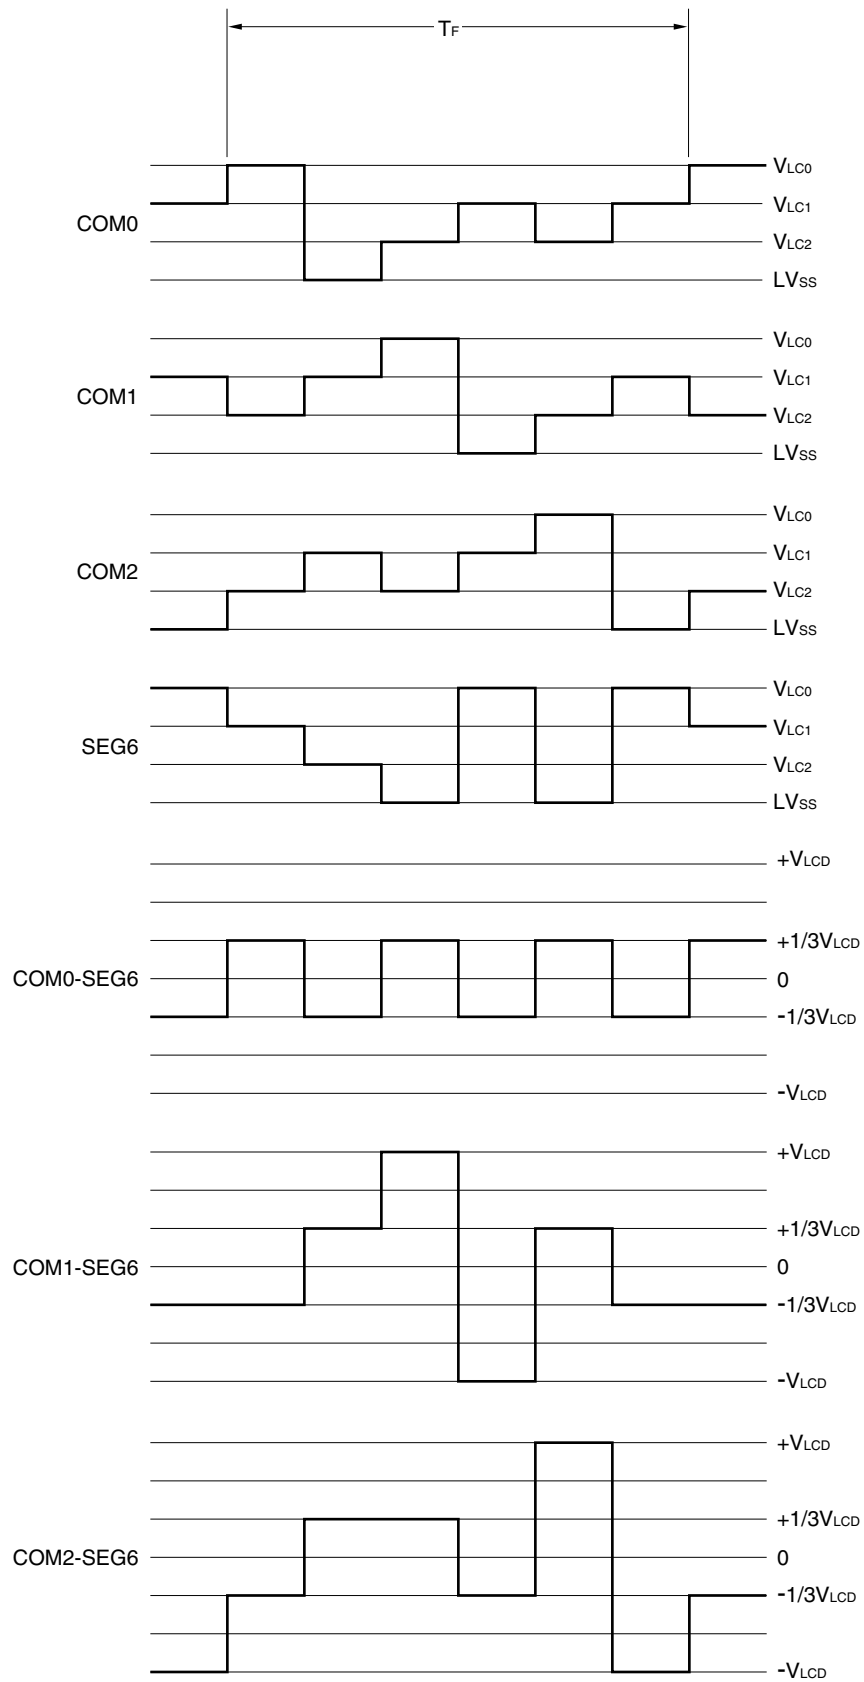 TF
VLC0
VLC1
COM0
VLC2
LVSS
VLC0
VLC1
COM1
VLC2
LVSS
VLC0
VLC1
COM2
VLC2
LVSS
VLC0
VLC1
SEG6
VLC2
LVSS
+VLCD
+1/3VLCD
COM0-SEG6
0
-1/3VLCD
-VLCD
+VLCD
+1/3VLCD
COM1-SEG6
0
-1/3VLCD
-VLCD
+VLCD
+1/3VLCD
COM2-SEG6
0
-1/3VLCD
-VLCD